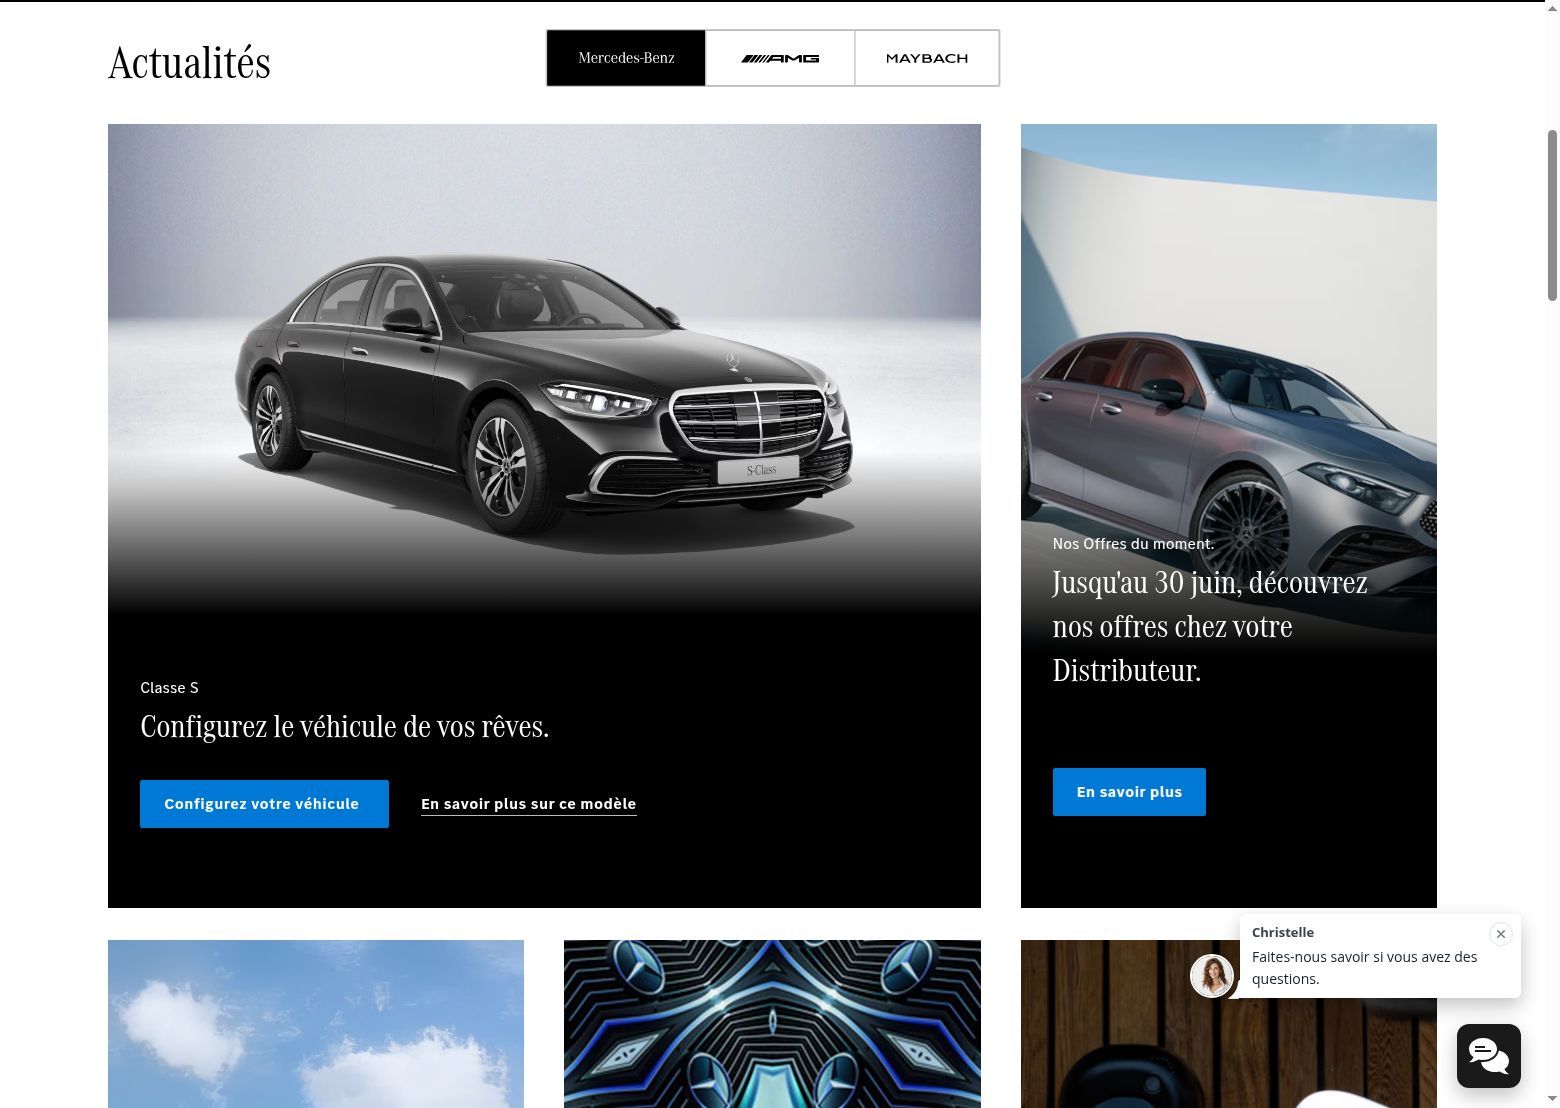 Actualités
Mercedes-Benz
AMG
MAYBACH
S-Class
Classe S
Configurez le véhicule de vos rêves.
Configurez votre véhicule
En savoir plus sur ce modèle
Nos Offres du moment.
Jusqu'au 30 juin, découvrez
nos offres chez votre
Distributeur.
En savoir plus
Christelle
Faites-nous savoir si vous avez des
questions.